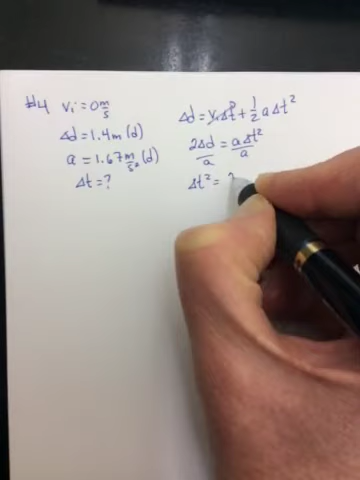 #4 Vi = 0 m/s
Δd = 1.4 m (d)
a = 1.67 m/s² (d)
Δt = ?
Δd = ViΔt + 1/2 aΔt²
2Δd/a = aΔt²/a
Δt² =